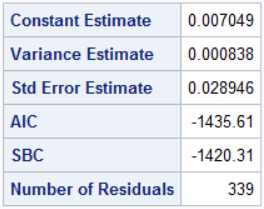 Constant Estimate 0.007049
Variance Estimate 0.000838
Std Error Estimate 0.028946
AIC -1435.61
SBC -1420.31
Number of Residuals 339